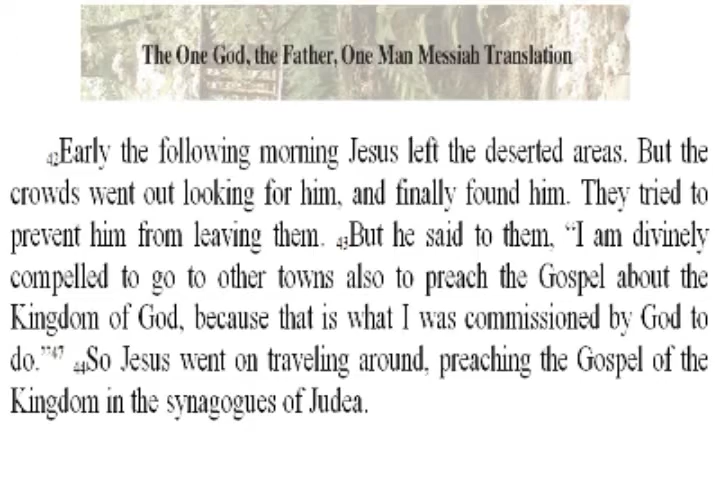 The One God, the Father, One Man Messiah Translation
42Early the following morning Jesus left the deserted areas. But the
crowds went out looking for him, and finally found him. They tried to
prevent him from leaving them. 43But he said to them, “I am divinely
compelled to go to other towns also to preach the Gospel about the
Kingdom of God, because that is what I was commissioned by God to
do.”47 44So Jesus went on traveling around, preaching the Gospel of the
Kingdom in the synagogues of Judea.